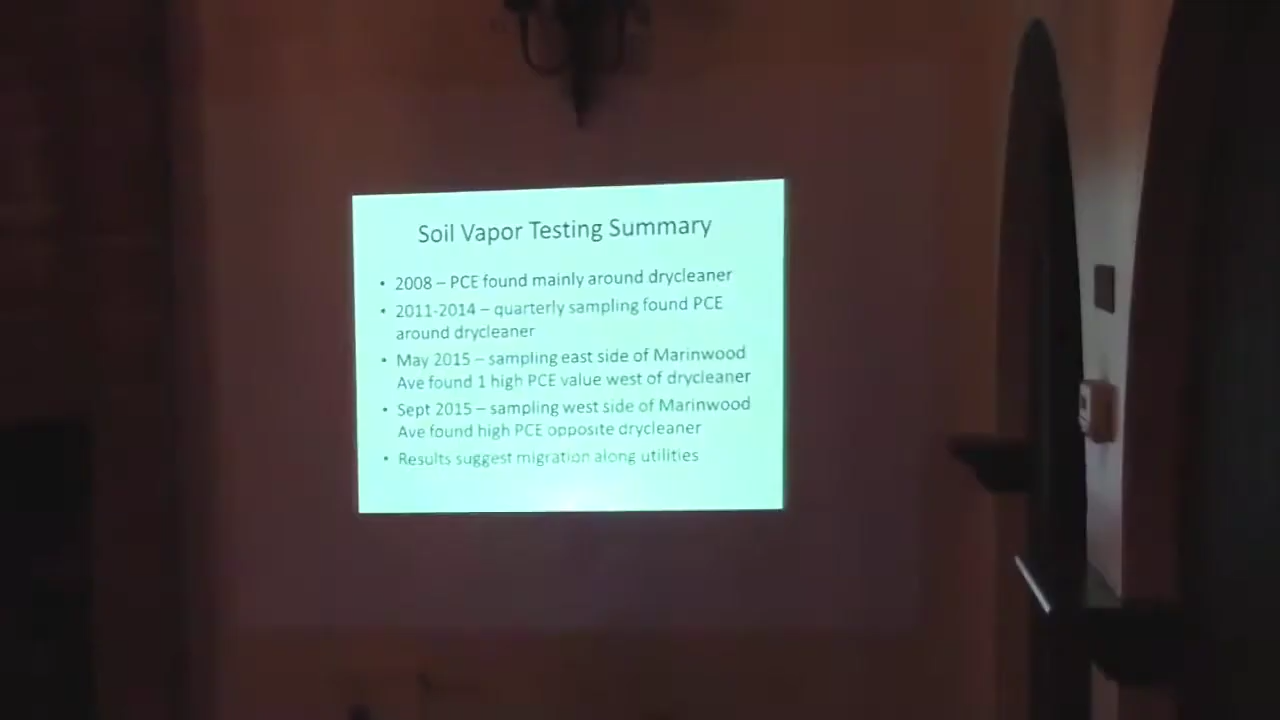 Soil Vapor Testing Summary
• 2008 – PCE found mainly around drycleaner
• 2011-2014 – quarterly sampling found PCE
around drycleaner
• May 2015 – sampling east side of Marinwood
Ave found 1 high PCE value west of drycleaner
• Sept 2015 – sampling west side of Marinwood
Ave found high PCE opposite drycleaner
• Results suggest migration along utilities